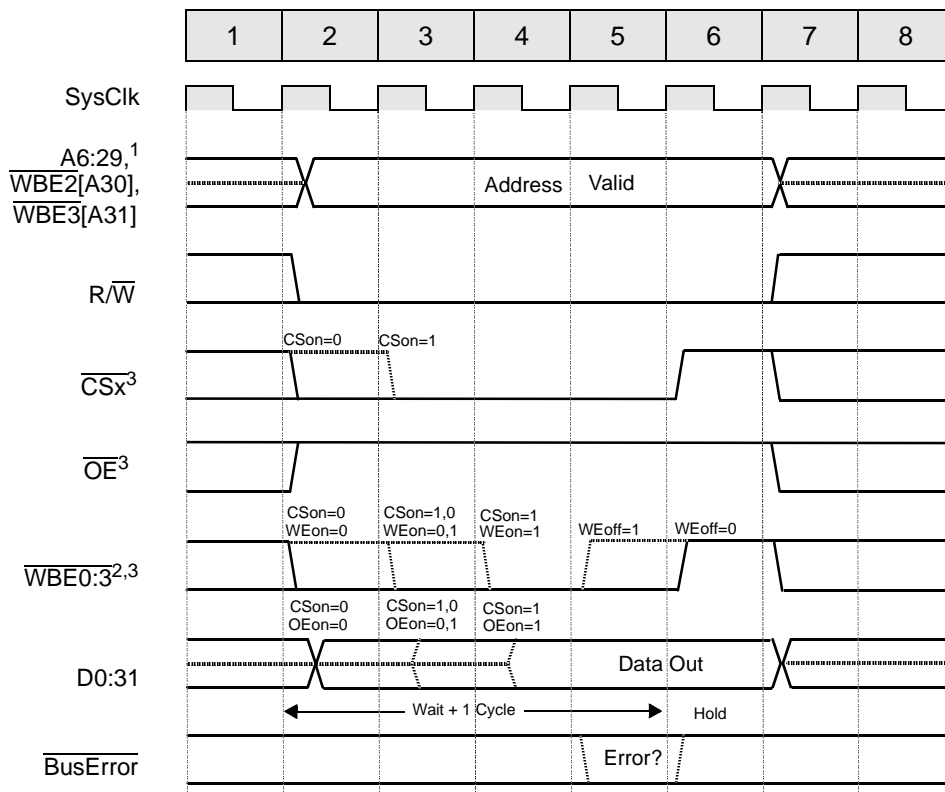 1 2 3 4 5 6 7 8
SysClk
A6:29,1
WBE2[A30],
WBE3[A31]
Address Valid
R/W
CSon=0 CSon=1
CSx3
OE3
CSon=0 CSon=1,0 CSon=1
WEon=0 WEon=0,1 WEon=1 WEoff=1 WEoff=0
WBE0:32,3
CSon=0 CSon=1,0 CSon=1
OEon=0 OEon=0,1 OEon=1
D0:31
Data Out
Wait + 1 Cycle Hold
BusError
Error?